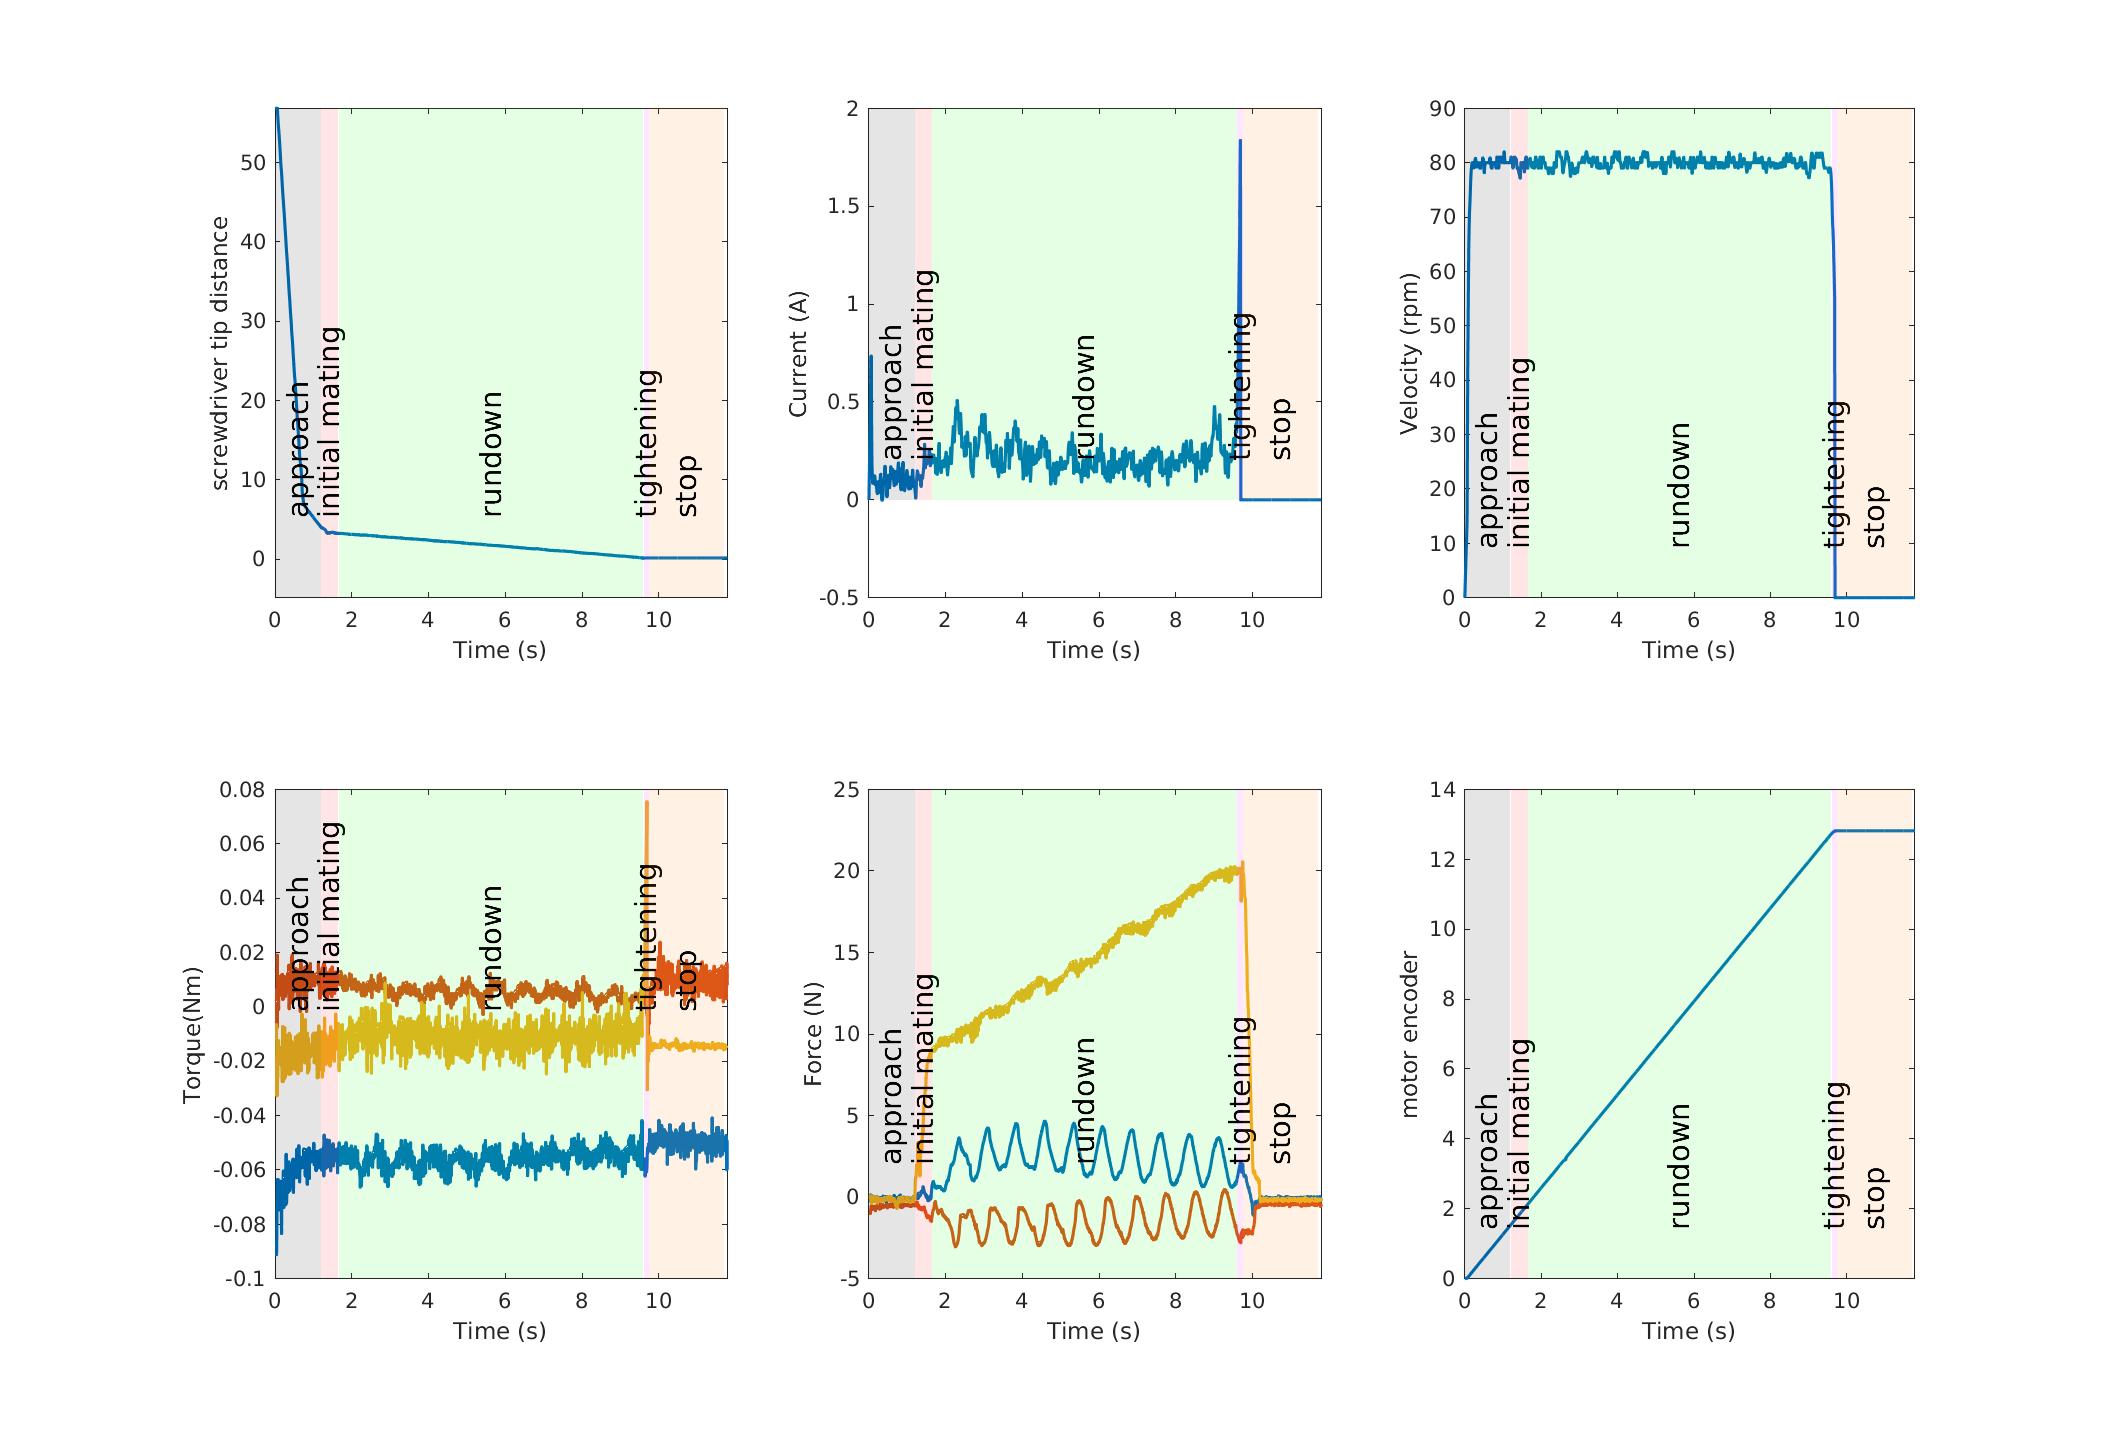 screwdriver tip distance
50
40
30
20
10
0
approach
initial mating
rundown
tightening
stop
0 2 4 6 8 10
Time (s)
Current (A)
2
1.5
1
0.5
0
-0.5
approach
initial mating
rundown
tightening
stop
0 2 4 6 8 10
Time (s)
Velocity (rpm)
90
80
70
60
50
40
30
20
10
0
approach
initial mating
rundown
tightening
stop
0 2 4 6 8 10
Time (s)
Torque(Nm)
0.08
0.06
0.04
0.02
0
-0.02
-0.04
-0.06
-0.08
-0.1
approach
initial mating
rundown
tightening
stop
0 2 4 6 8 10
Time (s)
Force (N)
25
20
15
10
5
0
-5
approach
initial mating
rundown
tightening
stop
0 2 4 6 8 10
Time (s)
motor encoder
14
12
10
8
6
4
2
0
approach
initial mating
rundown
tightening
stop
0 2 4 6 8 10
Time (s)